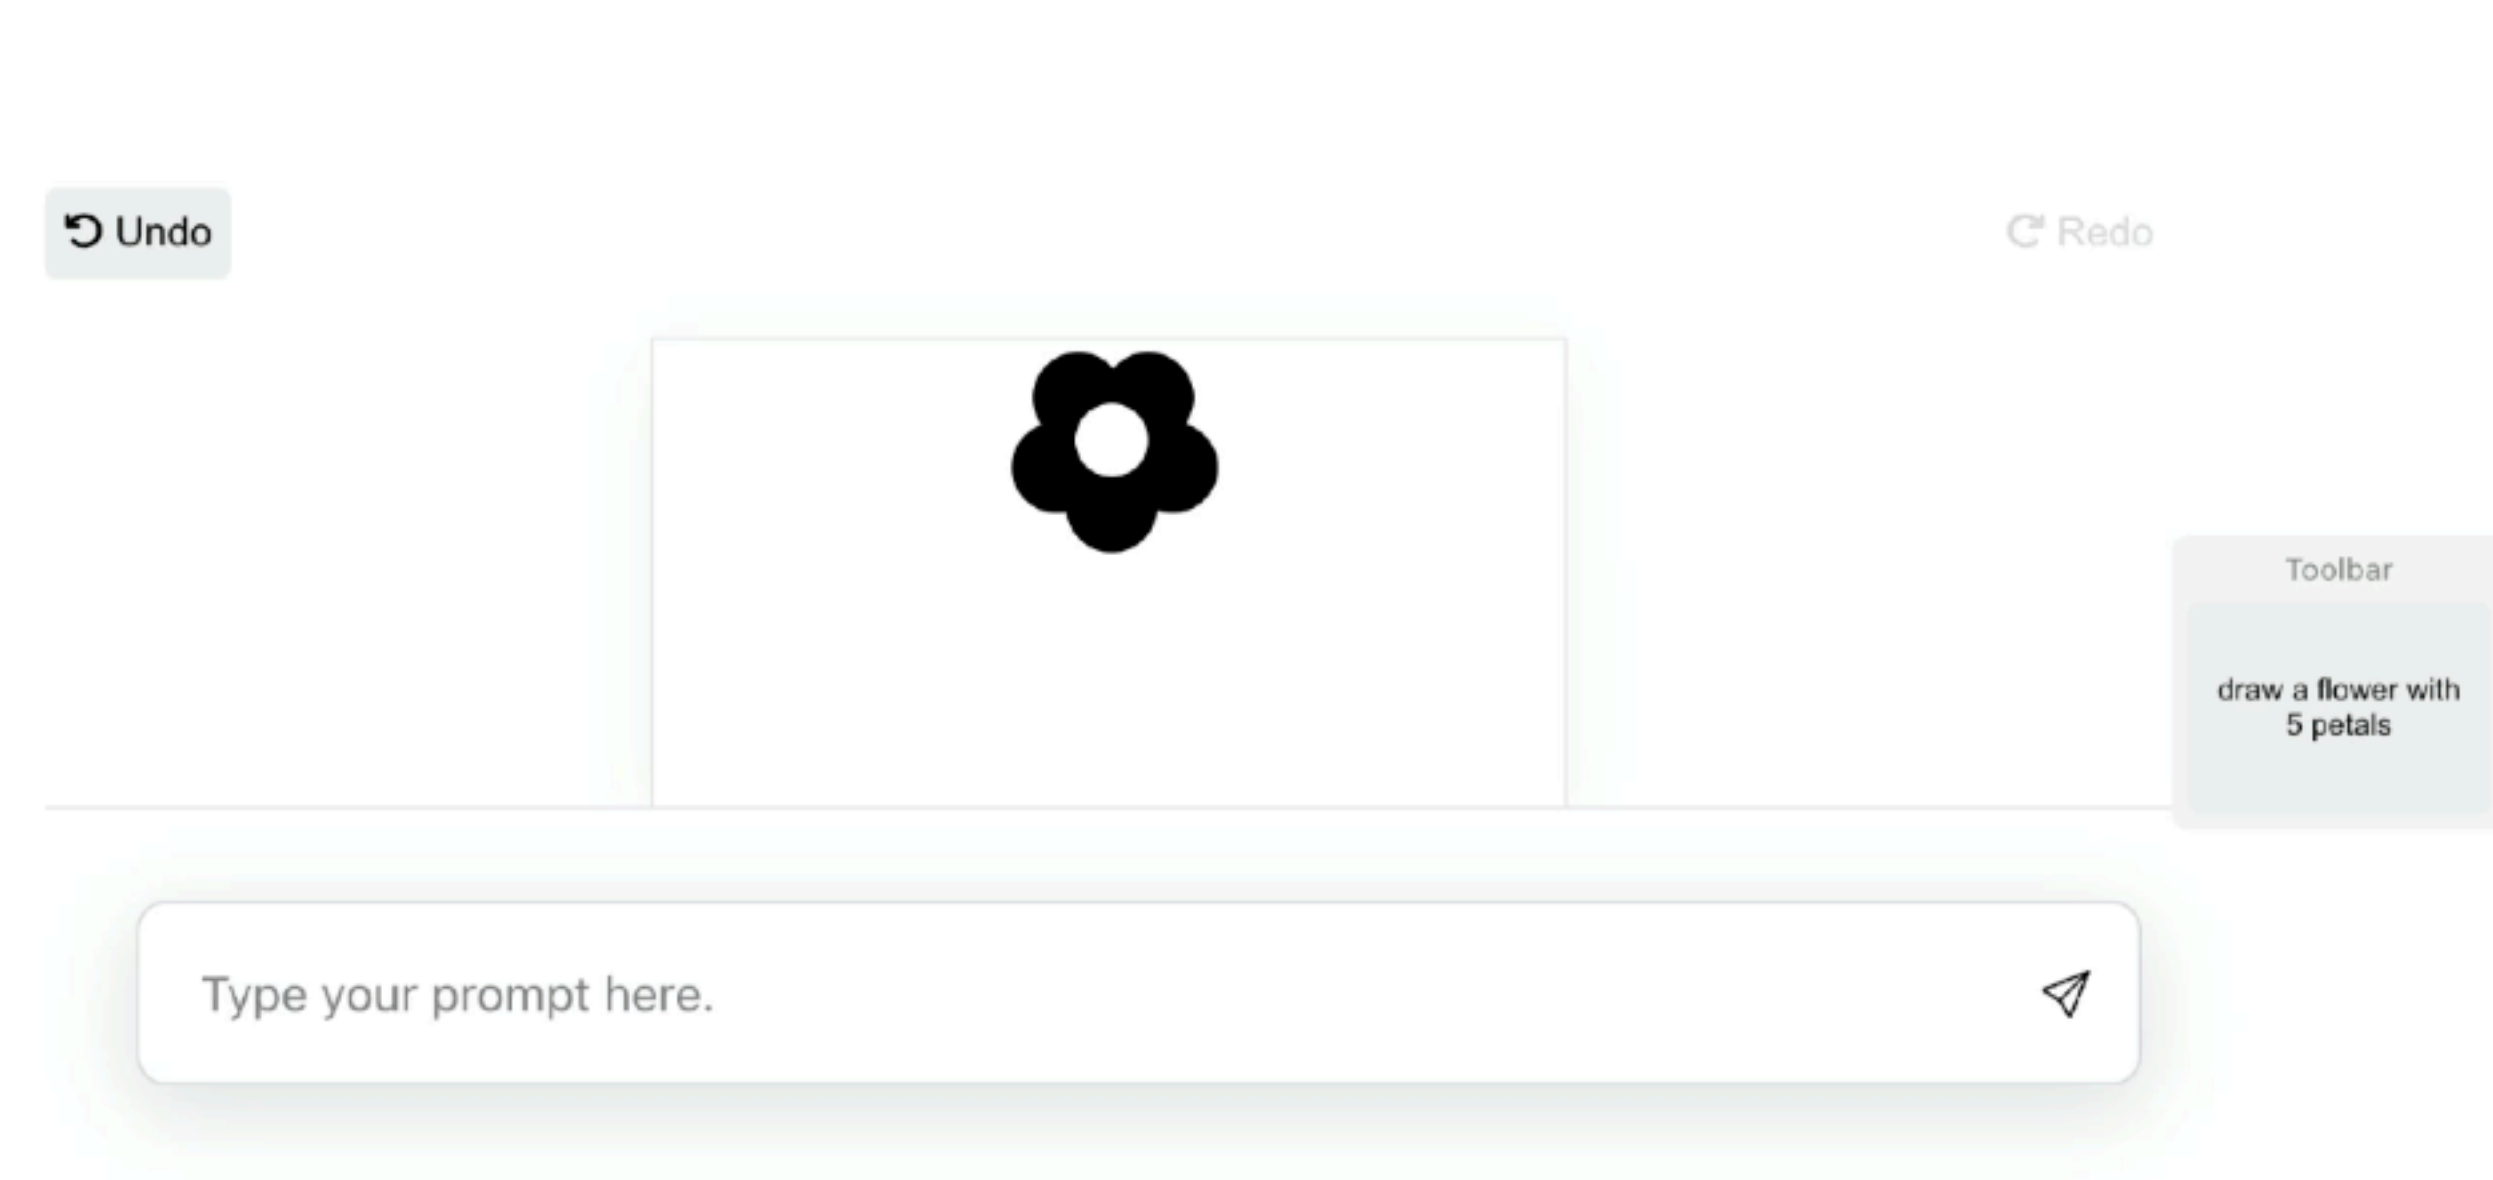 Undo
Redo
Toolbar
draw a flower with
5 petals
Type your prompt here.